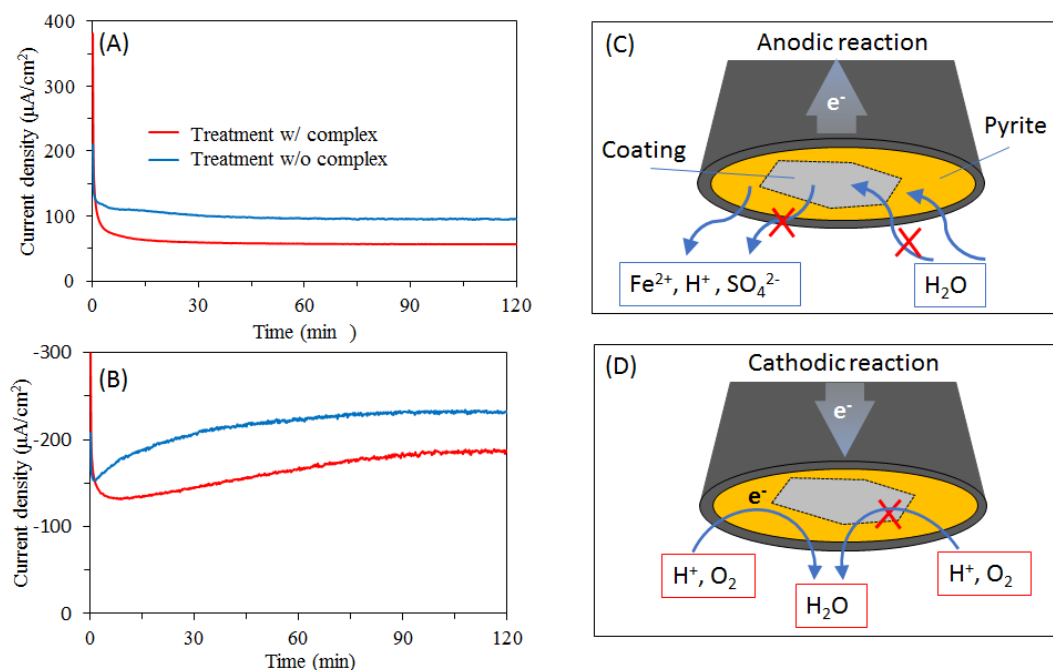 (A)
Current density (µA/cm²)
400
300
200
100
0
Treatment w/ complex
Treatment w/o complex
0
30
60
90
120
Time (min )
(B)
Current density (µA/cm²)
-300
-200
-100
0
0
30
60
90
120
Time (min)
(C)
Anodic reaction
e⁻
Coating
Pyrite
Fe²⁺, H⁺, SO₄²⁻
H₂O
(D)
Cathodic reaction
e⁻
e⁻
H⁺, O₂
H₂O
H⁺, O₂